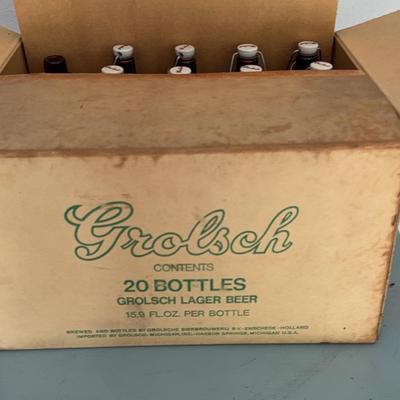 Grolsch
CONTENTS
20 BOTTLES
GROLSCH LAGER BEER
15.9 FL.OZ. PER BOTTLE
BREWED AND BOTTLED BY GROLSCHE BIERBROUWERIJ B.V.-ENSCHEDE-HOLLAND
IMPORTED BY GROLSCH-MICHIGAN, INC.-HARBOR SPRINGS, MICHIGAN U.S.A.